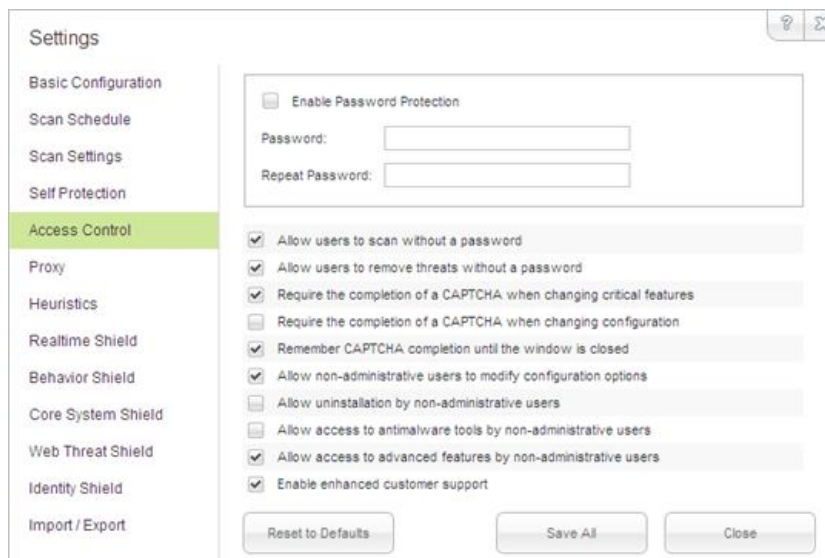 Settings
Basic Configuration
Scan Schedule
Scan Settings
Self Protection
Access Control
Proxy
Heuristics
Realtime Shield
Behavior Shield
Core System Shield
Web Threat Shield
Identity Shield
Import / Export
?
Enable Password Protection
Password:
Repeat Password:
Allow users to scan without a password
Allow users to remove threats without a password
Require the completion of a CAPTCHA when changing critical features
Require the completion of a CAPTCHA when changing configuration
Remember CAPTCHA completion until the window is closed
Allow non-administrative users to modify configuration options
Allow uninstallation by non-administrative users
Allow access to antimalware tools by non-administrative users
Allow access to advanced features by non-administrative users
Enable enhanced customer support
Reset to Defaults
Save All
Close